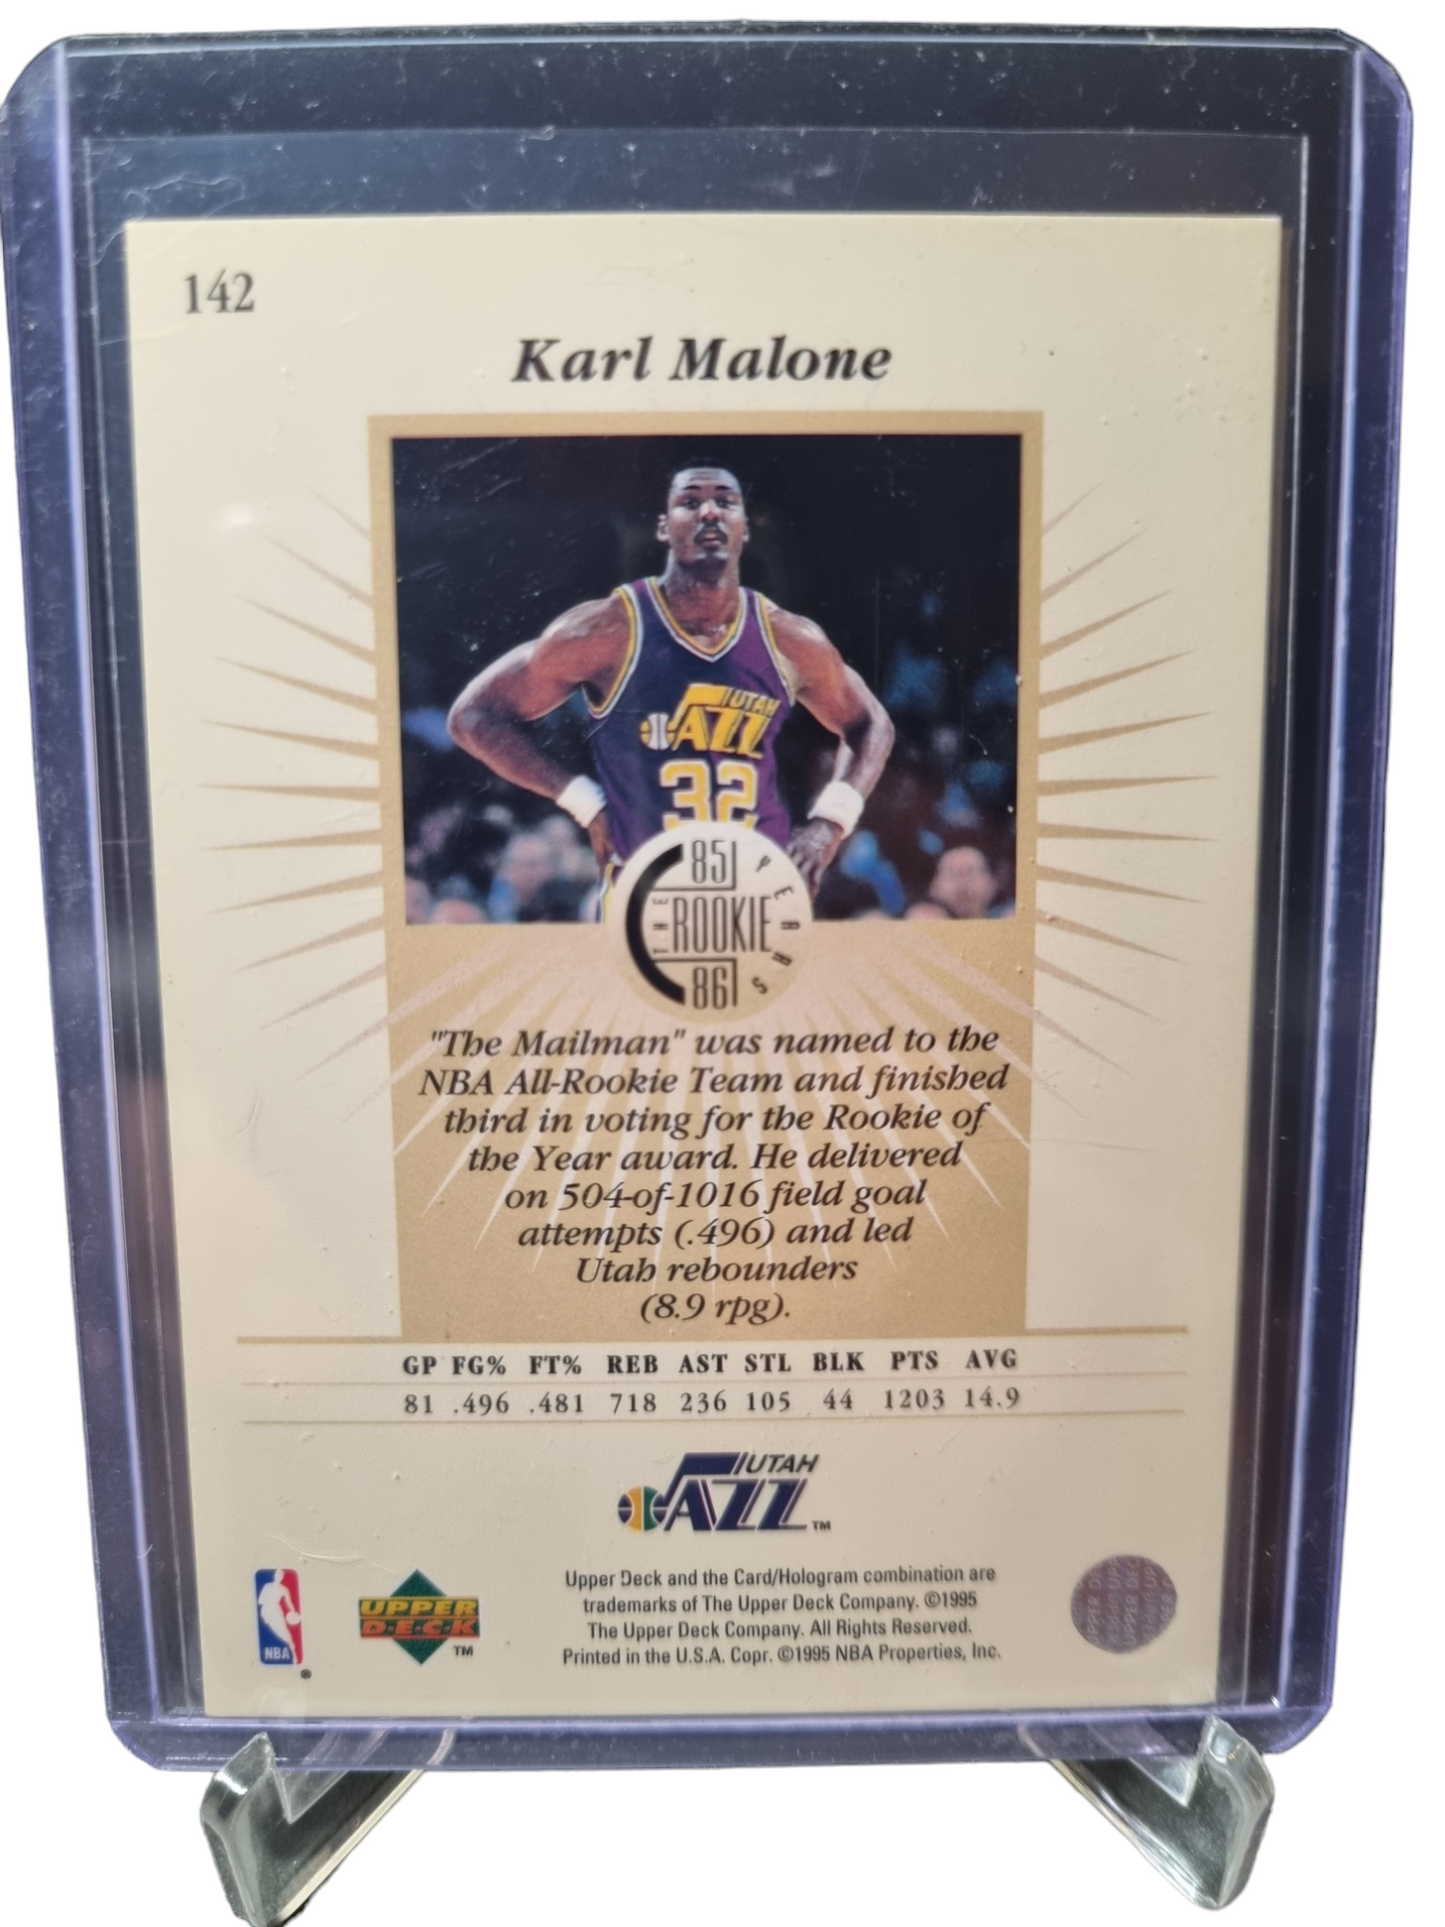 142
Karl Malone
UTAH
JAZZ
32
85
THE ROOKIE YEARS
86
"The Mailman" was named to the
NBA All-Rookie Team and finished
third in voting for the Rookie of
the Year award. He delivered
on 504-of-1016 field goal
attempts (.496) and led
Utah rebounders
(8.9 rpg).
GP FG% FT% REB AST STL BLK PTS AVG
81 .496 .481 718 236 105 44 1203 14.9
UTAH
JAZZ TM
NBA ®
UPPER
D·E·C·K TM
Upper Deck and the Card/Hologram combination are
trademarks of The Upper Deck Company. ©1995
The Upper Deck Company. All Rights Reserved.
Printed in the U.S.A. Copr. ©1995 NBA Properties, Inc.